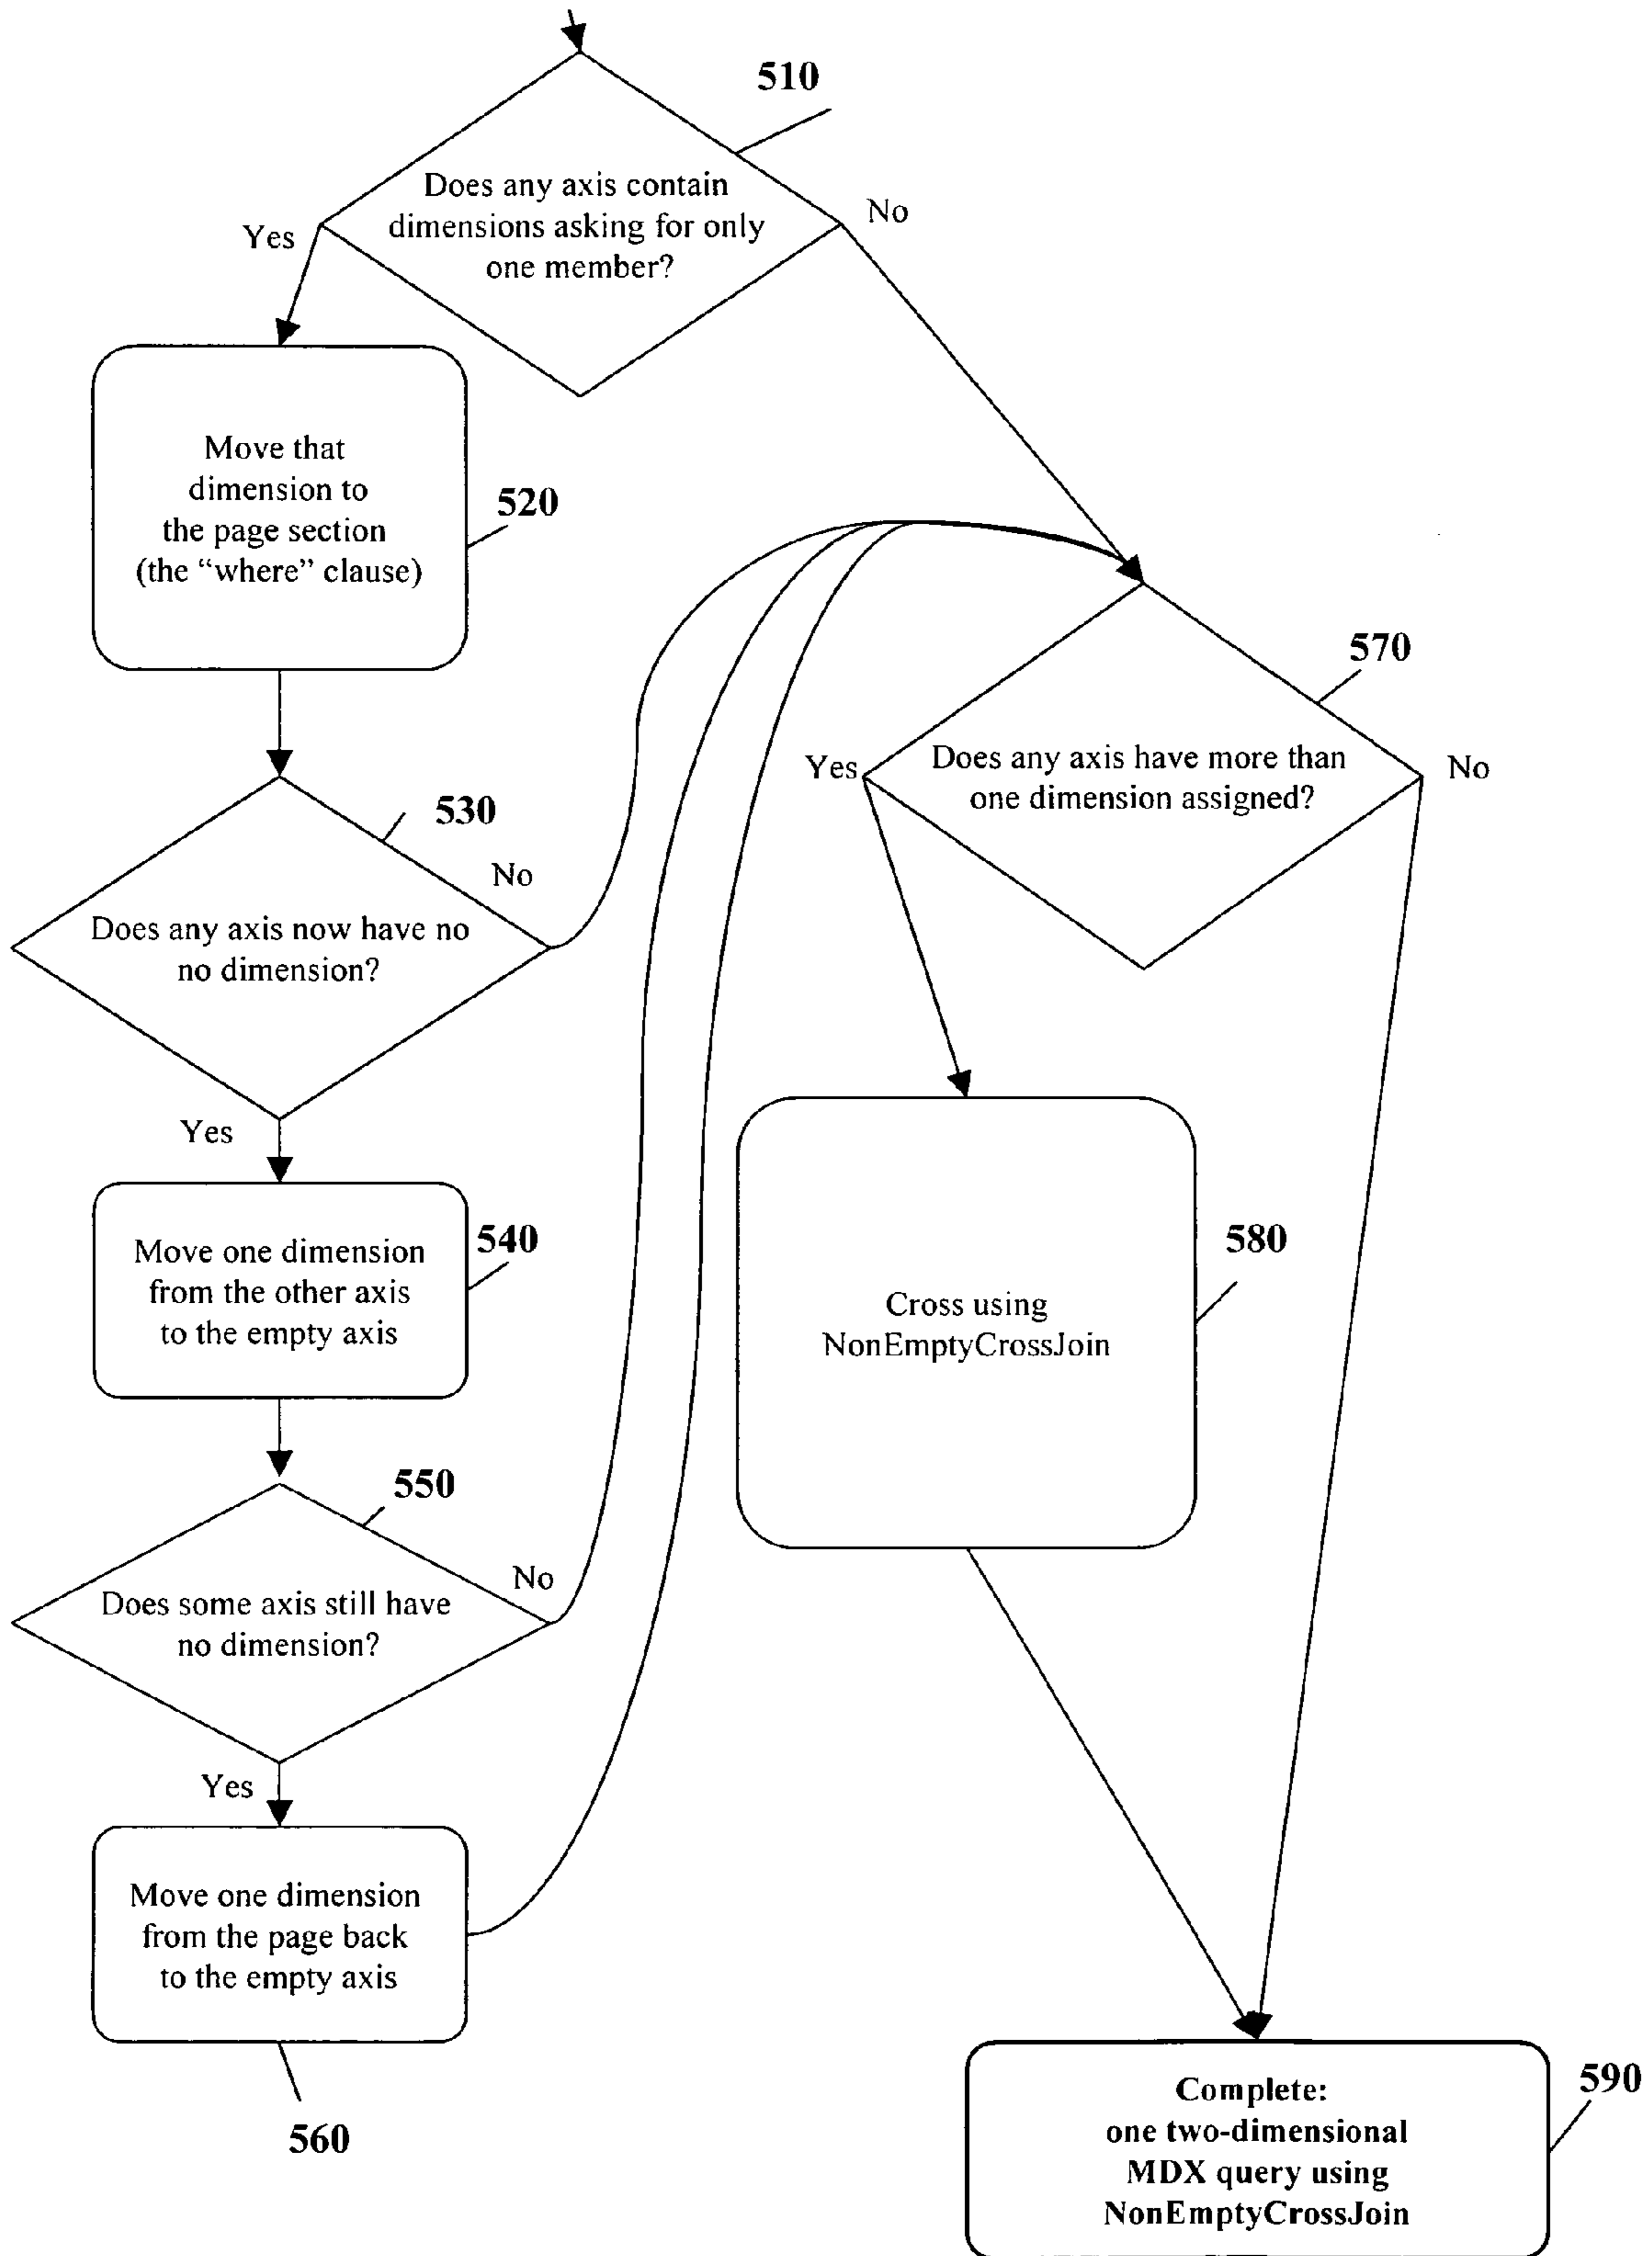 510
Does any axis contain
dimensions asking for only
one member?
Yes
No
Move that
dimension to
the page section
(the “where” clause)
520
530
No
Does any axis now have no
no dimension?
Yes
Move one dimension
from the other axis
to the empty axis
540
550
No
Does some axis still have
no dimension?
Yes
Move one dimension
from the page back
to the empty axis
560
570
Yes
Does any axis have more than
one dimension assigned?
No
Cross using
NonEmptyCrossJoin
580
Complete:
one two-dimensional
MDX query using
NonEmptyCrossJoin
590